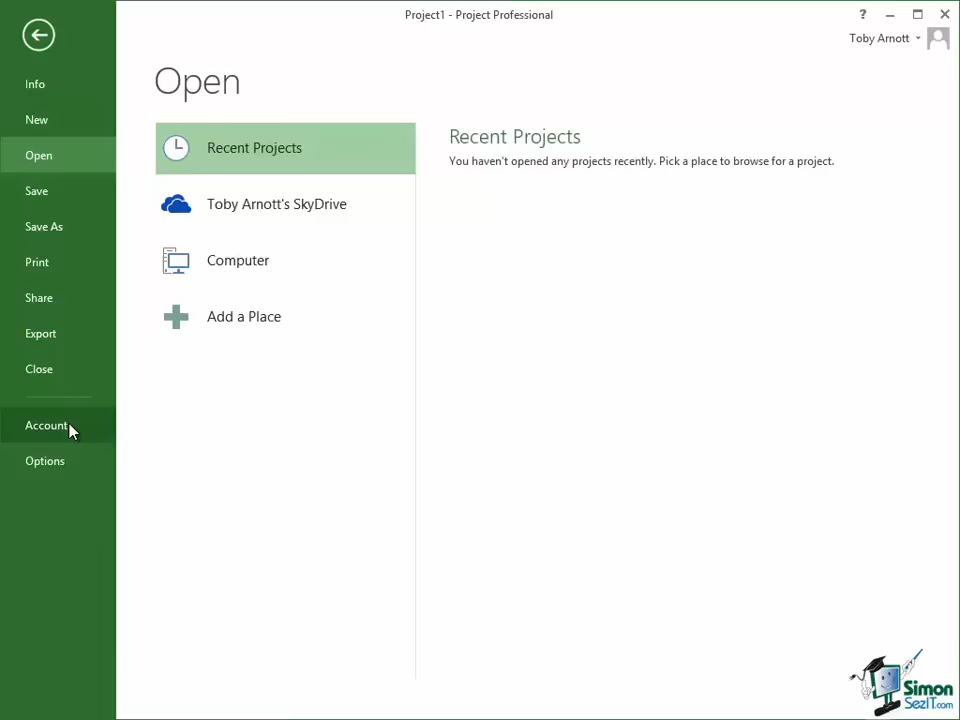 Project1 - Project Professional
?
Toby Arnott
Info
New
Open
Save
Save As
Print
Share
Export
Close
Account
Options
Open
Recent Projects
Toby Arnott's SkyDrive
Computer
Add a Place
Recent Projects
You haven't opened any projects recently. Pick a place to browse for a project.
Simon
SezIT.com